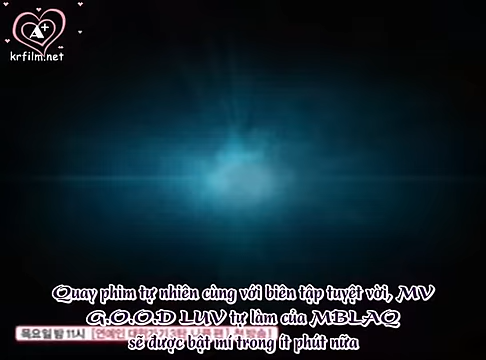 A+
krfilm.net
Quay phim tự nhiên cùng với biên tập tuyệt vời, MV
G.O.O.D LUV tự làm của MBLAQ
목요일 밤 11시
sẽ được bật mí trong ít phút nữa